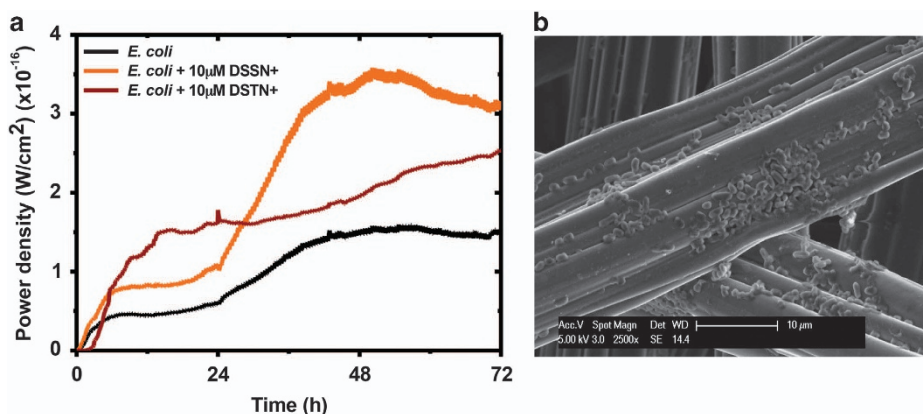 a
Power density (W/cm²) (x10⁻¹⁶)
4
3
2
1
0
E. coli
E. coli + 10μM DSSN+
E. coli + 10μM DSTN+
0 24 48 72
Time (h)
b
Acc.V Spot Magn Det WD 10 μm
5.00 kV 3.0 2500x SE 14.4